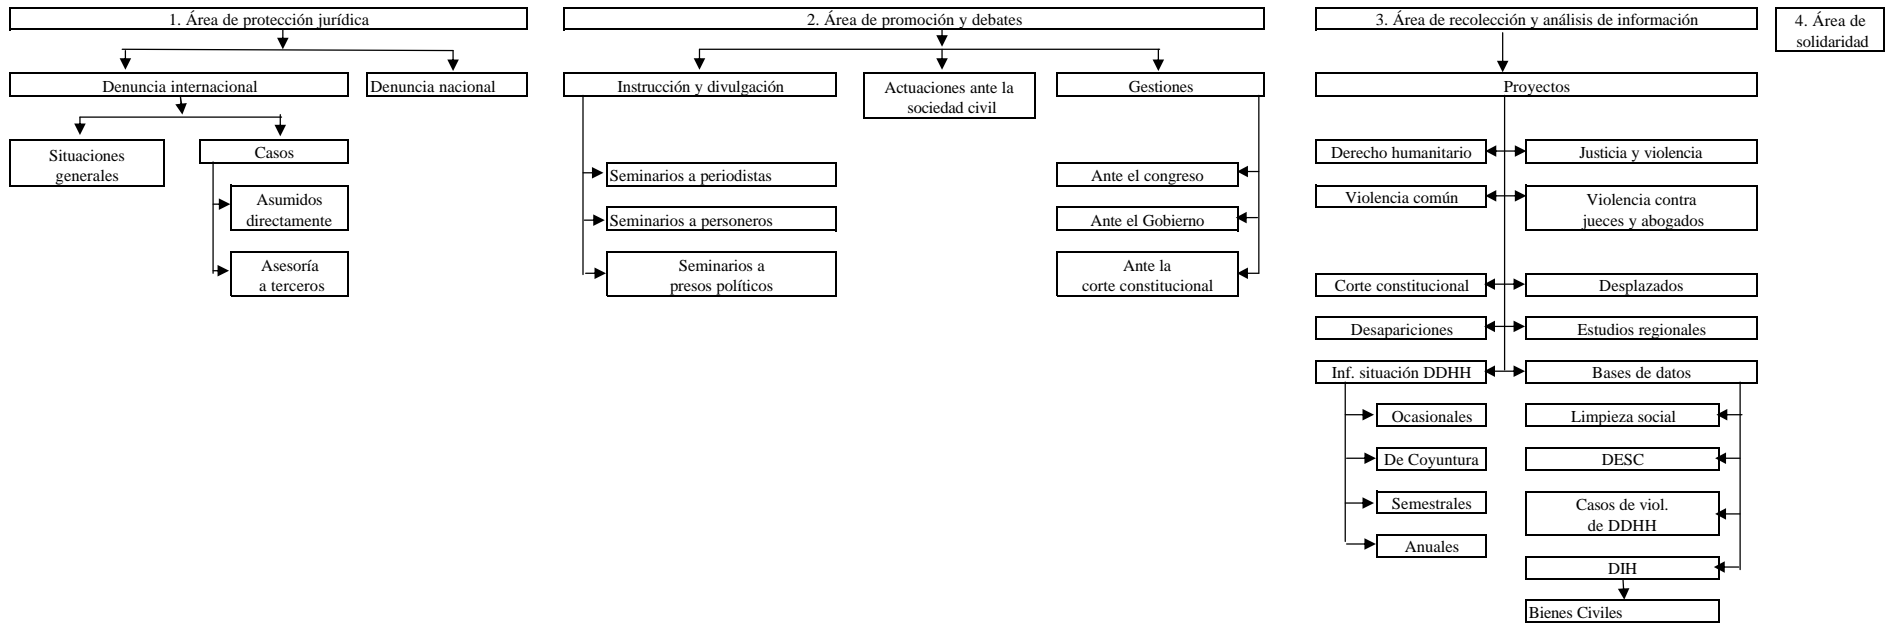 1. Área de protección jurídica
Denuncia internacional
Denuncia nacional
Situaciones
generales
Casos
Asumidos
directamente
Asesoría
a terceros
2. Área de promoción y debates
Instrucción y divulgación
Actuaciones ante la
sociedad civil
Gestiones
Seminarios a periodistas
Seminarios a personeros
Seminarios a
presos políticos
Ante el congreso
Ante el Gobierno
Ante la
corte constitucional
3. Área de recolección y análisis de información
Proyectos
Derecho humanitario
Justicia y violencia
Violencia común
Violencia contra
jueces y abogados
Corte constitucional
Desplazados
Desapariciones
Estudios regionales
Inf. situación DDHH
Bases de datos
Ocasionales
De Coyuntura
Semestrales
Anuales
Limpieza social
DESC
Casos de viol.
de DDHH
DIH
Bienes Civiles
4. Área de
solidaridad